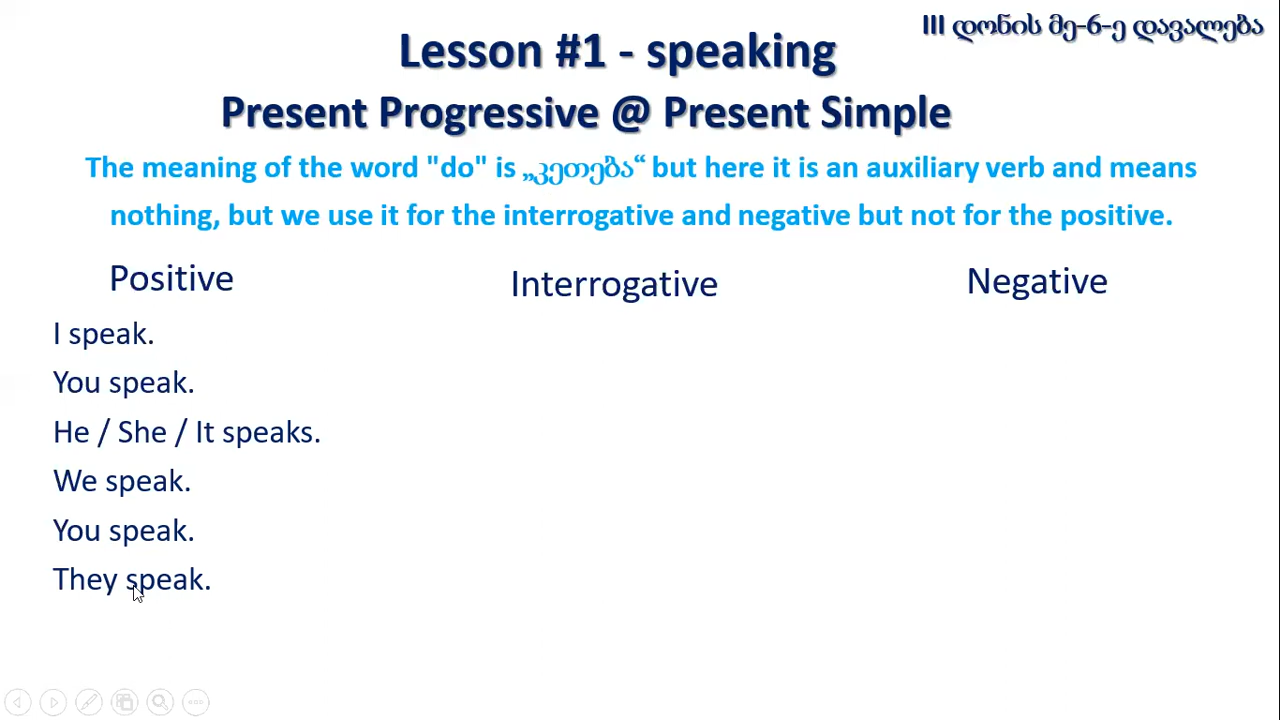 III დონის მე-6-ე დავალება
Lesson #1 - speaking
Present Progressive @ Present Simple
The meaning of the word "do" is „კეთება“ but here it is an auxiliary verb and means
nothing, but we use it for the interrogative and negative but not for the positive.
Positive Interrogative Negative
I speak.
You speak.
He / She / It speaks.
We speak.
You speak.
They speak.